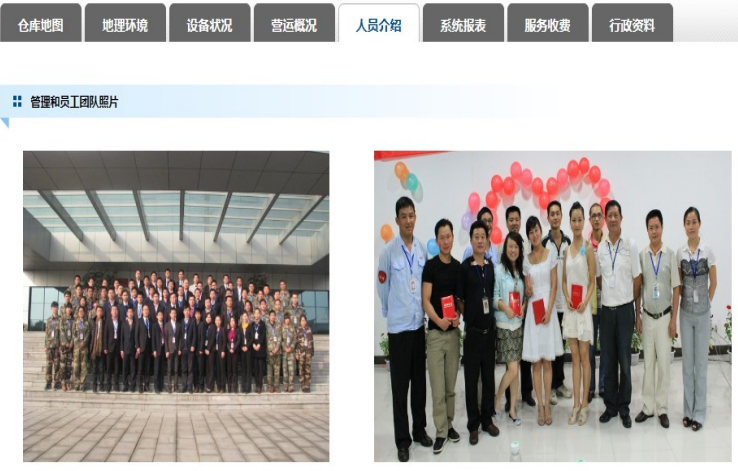 仓库地图 地理环境 设备状况 营运概况 人员介绍 系统报表 服务收费 行政资料
管理和员工团队照片